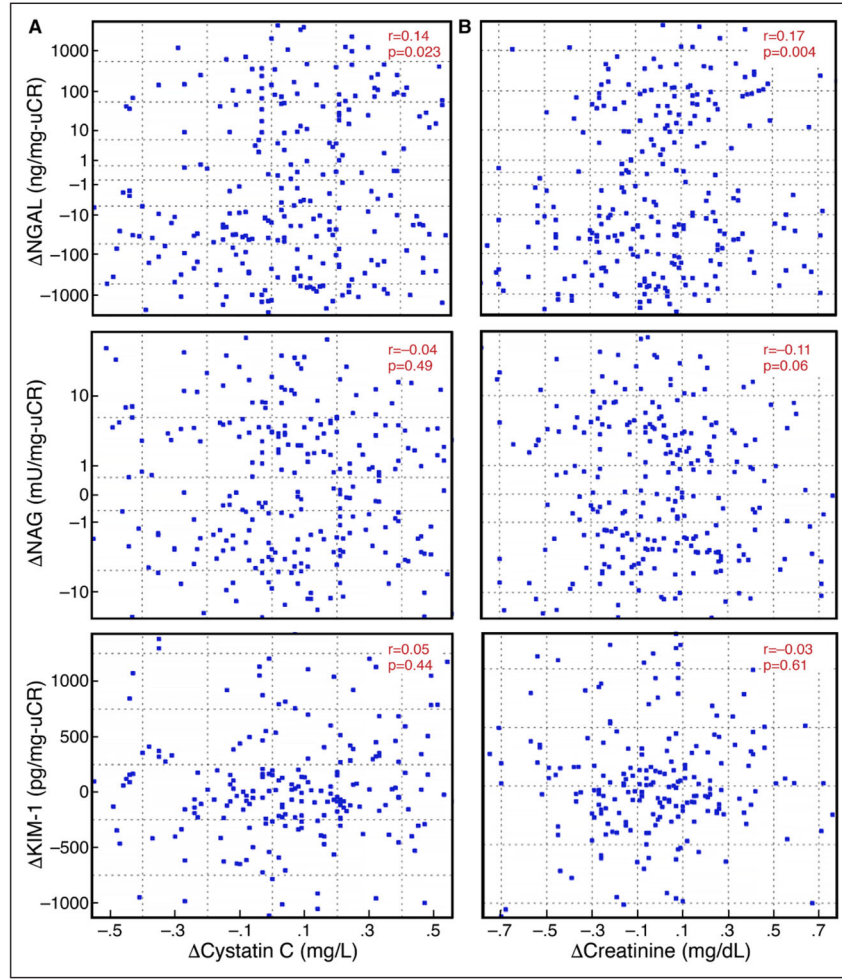 A
B
r=0.14
p=0.023
r=0.17
p=0.004
1000
100
10
1
–1
–10
–100
–1000
ΔNGAL (ng/mg-uCR)
r=–0.04
p=0.49
r=–0.11
p=0.06
10
1
0
–1
–10
ΔNAG (mU/mg-uCR)
r=0.05
p=0.44
r=–0.03
p=0.61
1000
500
0
–500
–1000
ΔKIM-1 (pg/mg-uCR)
–.5 –.3 –.1 .1 .3 .5
–0.7 –.5 –.3 –.1 .1 .3 .5 .7
ΔCystatin C (mg/L)
ΔCreatinine (mg/dL)